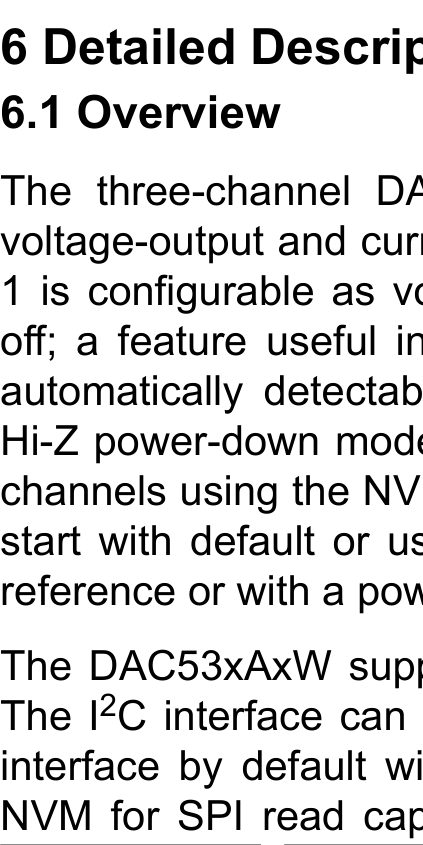 6 Detailed Descrip
6.1 Overview
The three-channel DA
voltage-output and curr
1 is configurable as vo
off; a feature useful in
automatically detectab
Hi-Z power-down mode
channels using the NV
start with default or us
reference or with a pow
The DAC53xAxW supp
The I²C interface can
interface by default wi
NVM for SPI read cap